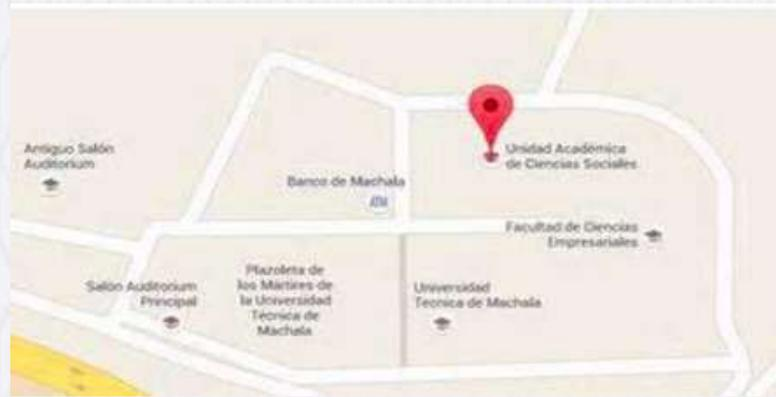 Antiguo Salón
Auditorium
Unidad Académica
de Ciencias Sociales
Banco de Machala
Facultad de Ciencias
Empresariales
Salón Auditorium
Principal
Plazoleta de
los Mártires de
la Universidad
Técnica de
Machala
Universidad
Técnica de Machala